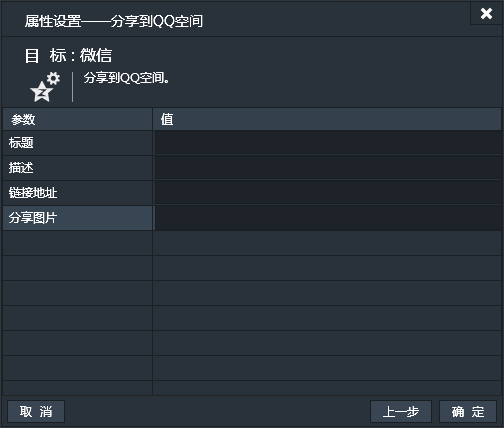 属性设置——分享到QQ空间
目 标：微信
分享到QQ空间。
参数 值
标题
描述
链接地址
分享图片
取 消 上一步 确 定